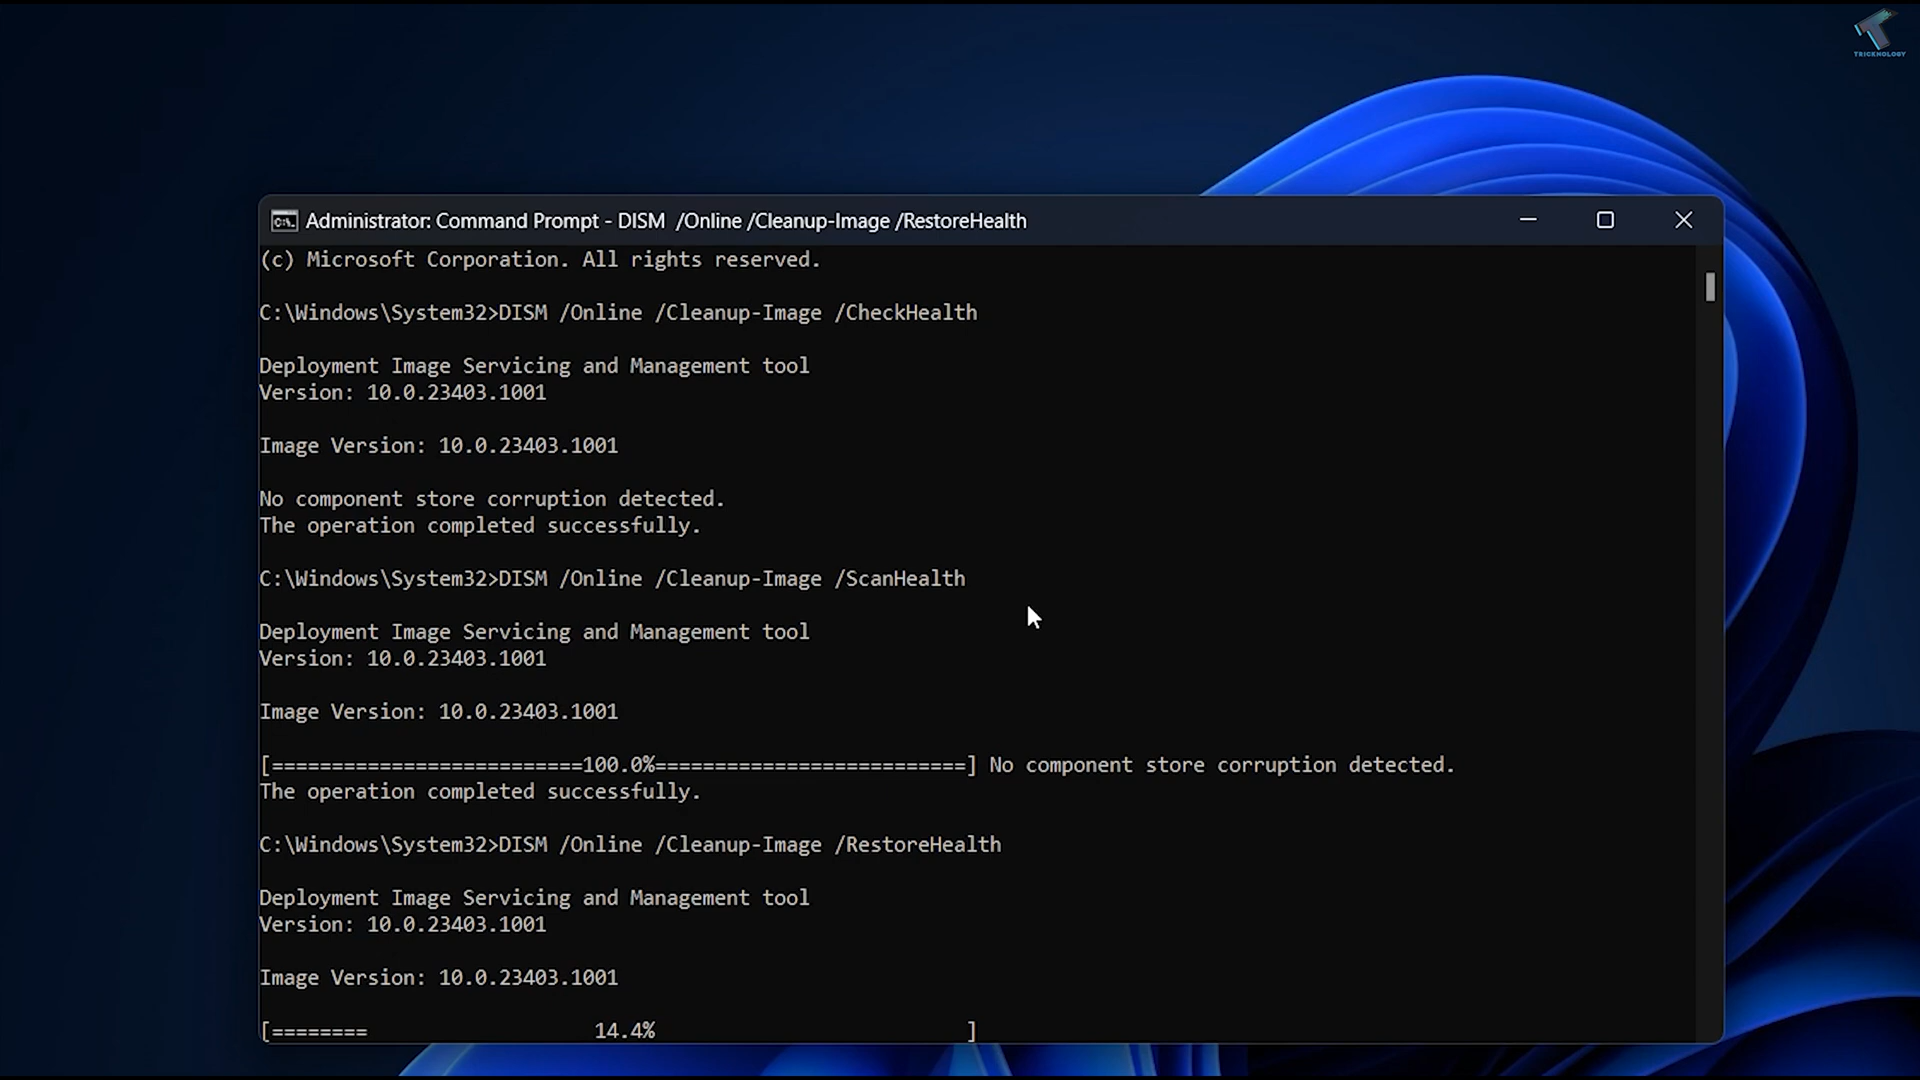 TRICKNOLOGY
Administrator: Command Prompt - DISM  /Online /Cleanup-Image /RestoreHealth
(c) Microsoft Corporation. All rights reserved.
C:\Windows\System32>DISM /Online /Cleanup-Image /CheckHealth
Deployment Image Servicing and Management tool
Version: 10.0.23403.1001
Image Version: 10.0.23403.1001
No component store corruption detected.
The operation completed successfully.
C:\Windows\System32>DISM /Online /Cleanup-Image /ScanHealth
Deployment Image Servicing and Management tool
Version: 10.0.23403.1001
Image Version: 10.0.23403.1001
[==========================100.0%==========================] No component store corruption detected.
The operation completed successfully.
C:\Windows\System32>DISM /Online /Cleanup-Image /RestoreHealth
Deployment Image Servicing and Management tool
Version: 10.0.23403.1001
Image Version: 10.0.23403.1001
[========                   14.4%                          ]